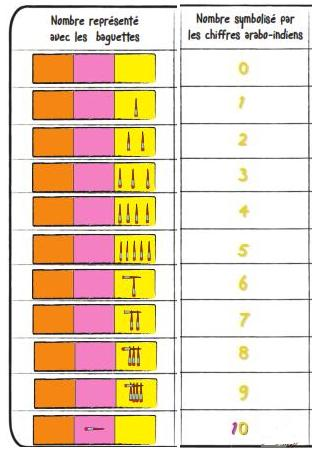 Nombre représenté
avec les baguettes
Nombre symbolisé par
les chiffres arabo-indiens
0
1
2
3
4
5
6
7
8
9
10